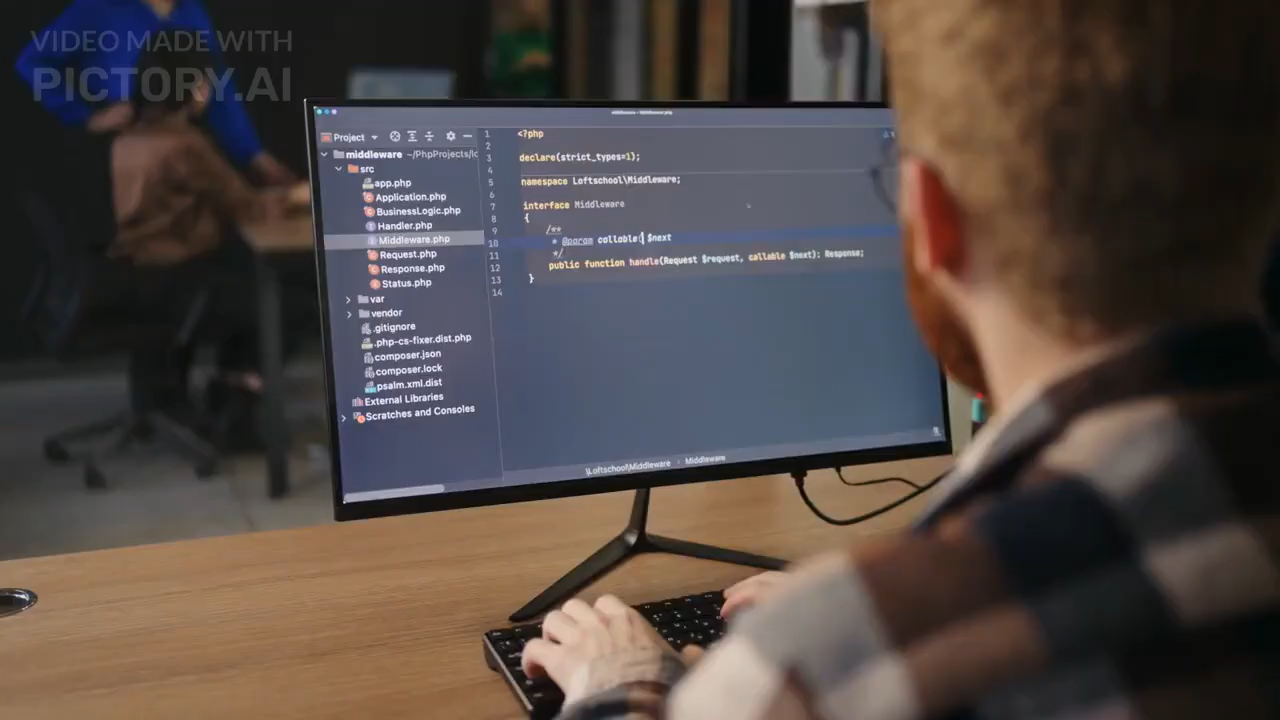 VIDEO MADE WITH
PICTORY.AI
Project
middleware ~/PhpProjects/lo
src
app.php
Application.php
BusinessLogic.php
Handler.php
Middleware.php
Request.php
Response.php
Status.php
var
vendor
.gitignore
.php-cs-fixer.dist.php
composer.json
composer.lock
psalm.xml.dist
External Libraries
Scratches and Consoles
1 <?php
2
3 declare(strict_types=1);
4
5 namespace Loftschool\Middleware;
6
7 interface Middleware
8 {
9 /**
10 * @param callable( $next
11 */
12 public function handle(Request $request, callable $next): Response;
13 }
14
\Loftschool\Middleware › Middleware